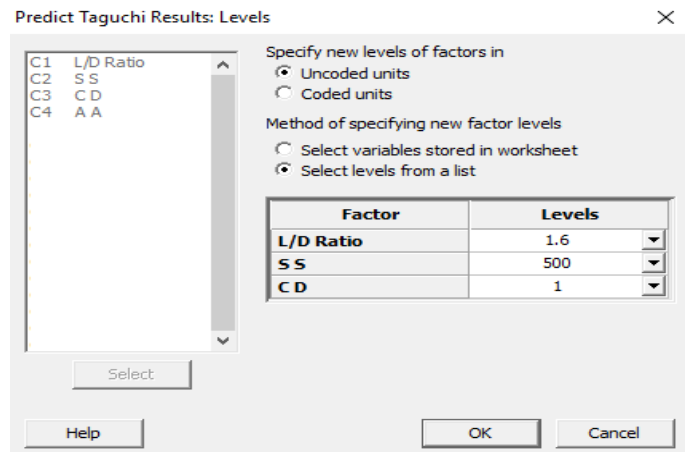 Predict Taguchi Results: Levels
C1 L/D Ratio
C2 S S
C3 C D
C4 A A
Select
Specify new levels of factors in
Uncoded units
Coded units
Method of specifying new factor levels
Select variables stored in worksheet
Select levels from a list
Factor Levels
L/D Ratio 1.6
S S 500
C D 1
Help OK Cancel